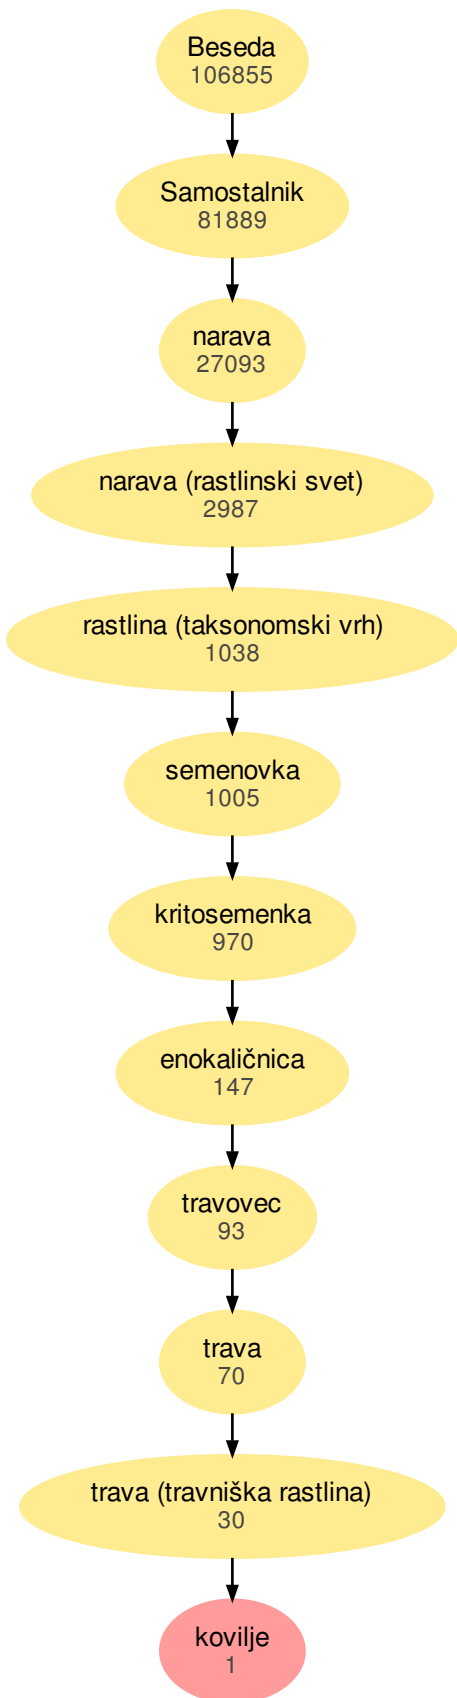 Beseda
106855
Samostalnik
81889
narava
27093
narava (rastlinski svet)
2987
rastlina (taksonomski vrh)
1038
semenovka
1005
kritosemenka
970
enokaličnica
147
travovec
93
trava
70
trava (travniška rastlina)
30
kovilje
1